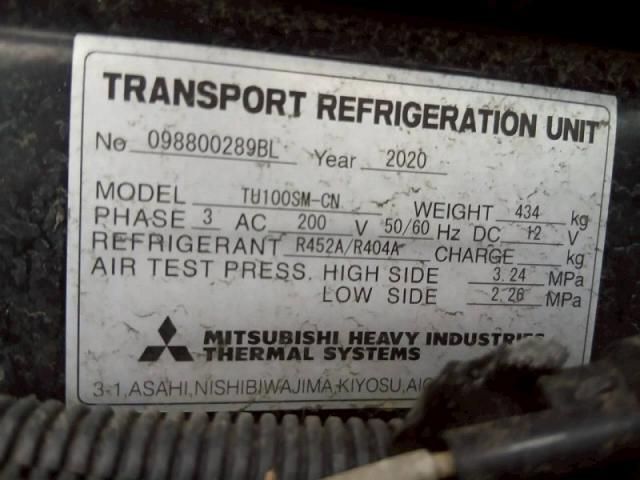 TRANSPORT REFRIGERATION UNIT
No 098800289BL Year 2020
MODEL TU100SM-CN WEIGHT 434 kg
PHASE 3 AC 200 V 50/60 Hz DC 12 V
REFRIGERANT R452A/R404A CHARGE kg
AIR TEST PRESS. HIGH SIDE 3.24 MPa
LOW SIDE 2.26 MPa
MITSUBISHI HEAVY INDUSTRIES
THERMAL SYSTEMS
3-1, ASAHI, NISHIBIWAJIMA, KIYOSU,